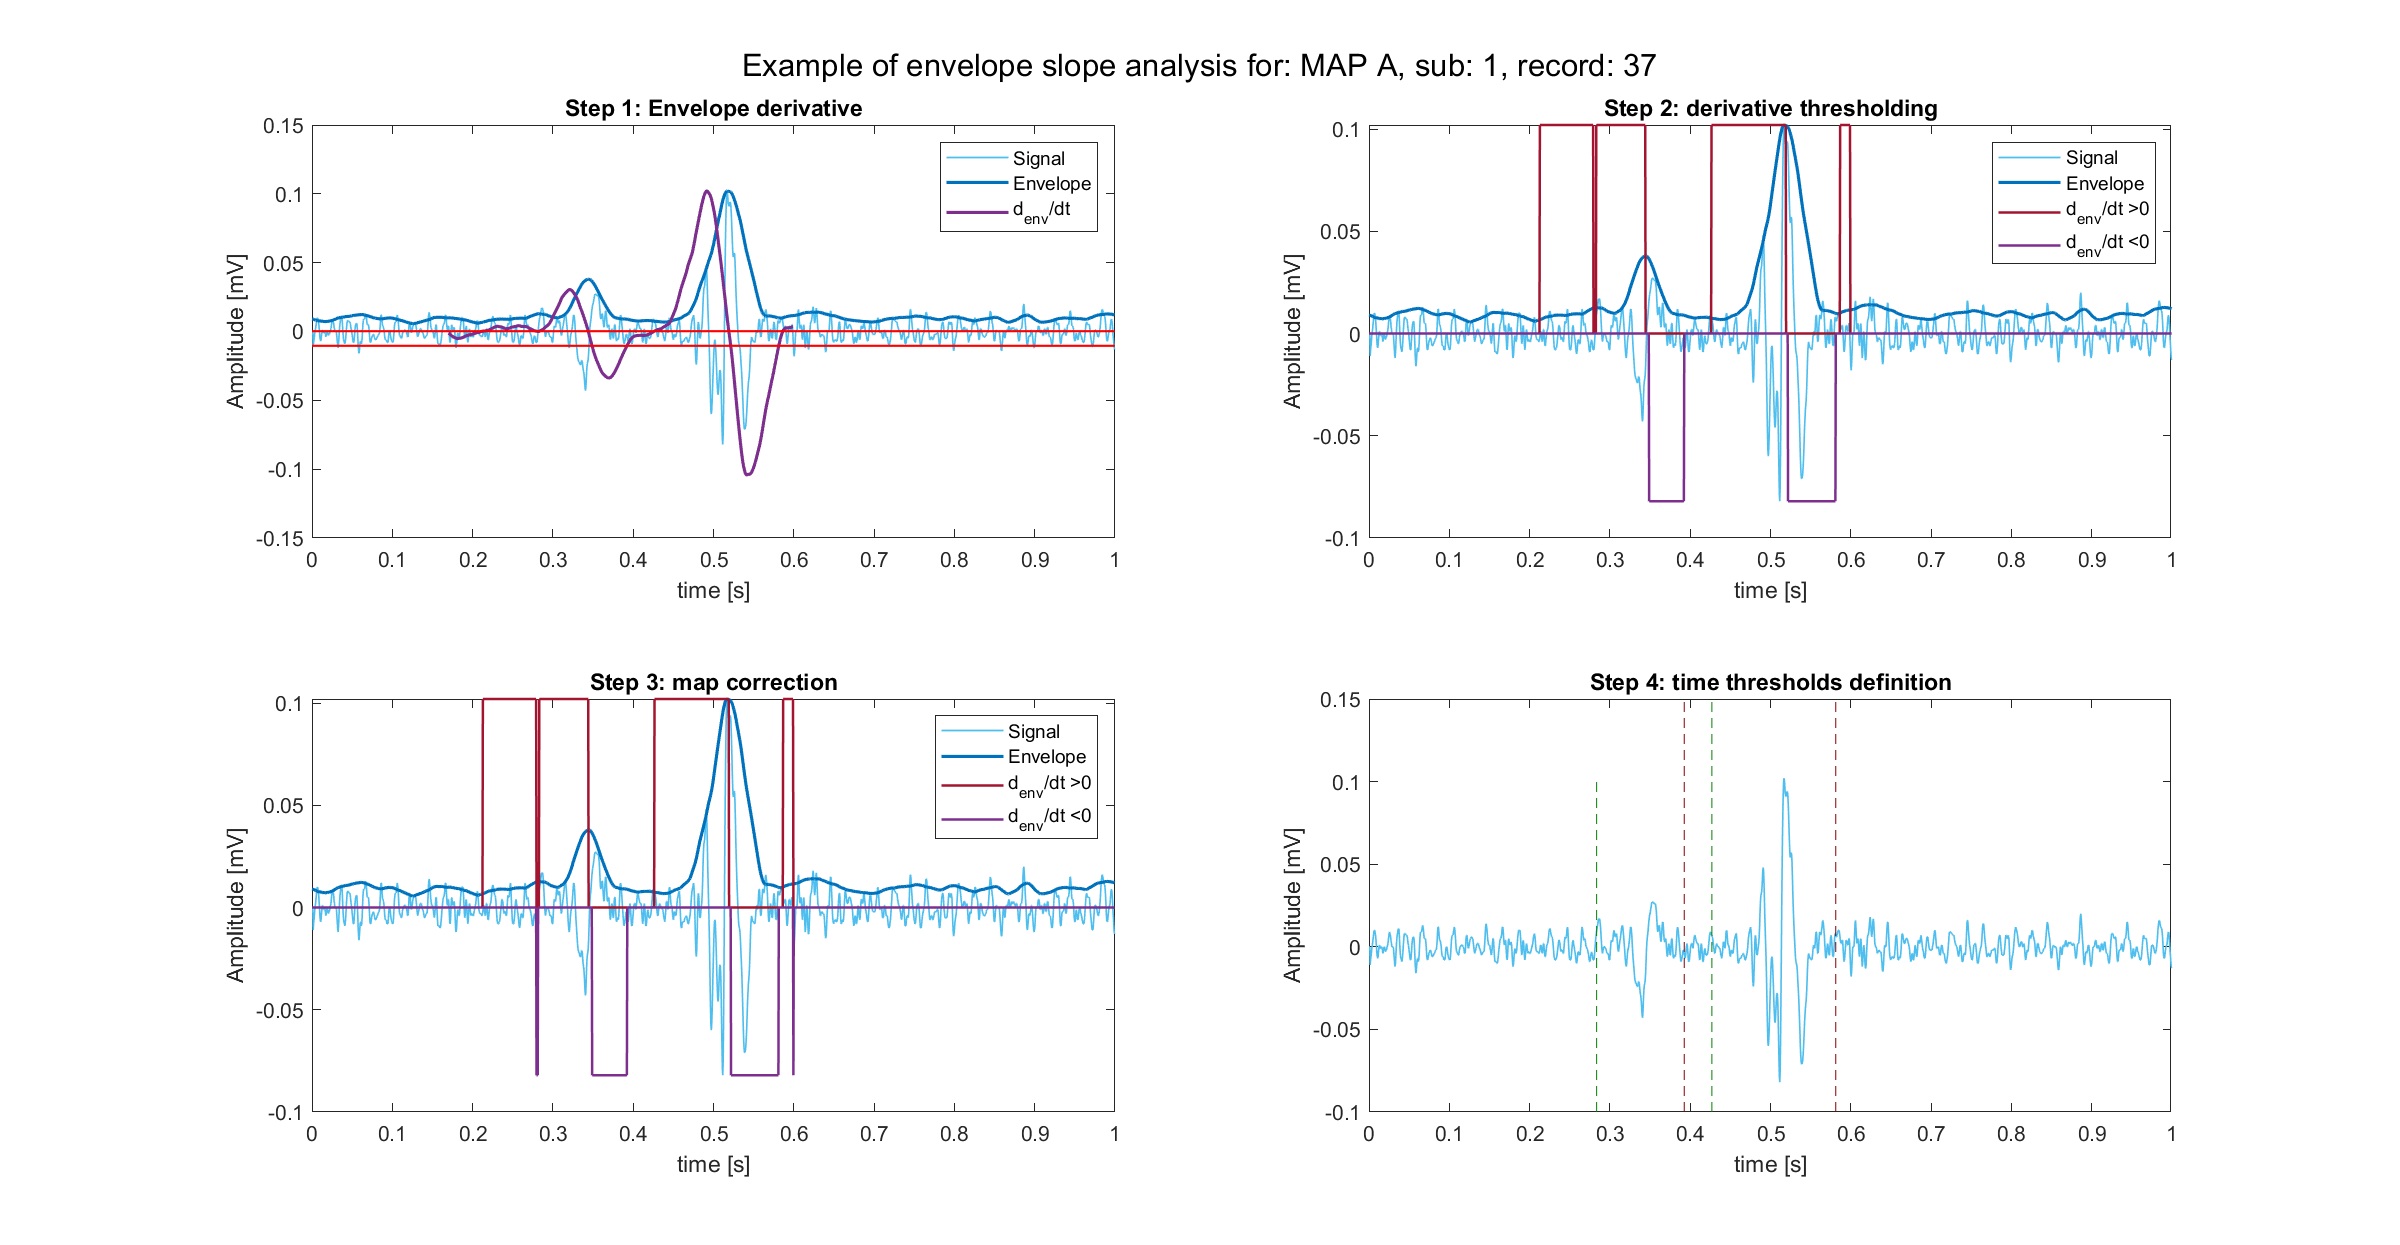 Example of envelope slope analysis for: MAP A, sub: 1, record: 37
Step 1: Envelope derivative
0.15
0.1
0.05
0
-0.05
-0.1
-0.15
Amplitude [mV]
0 0.1 0.2 0.3 0.4 0.5 0.6 0.7 0.8 0.9 1
time [s]
Signal
Envelope
d_env/dt
Step 2: derivative thresholding
0.1
0.05
0
-0.05
-0.1
Amplitude [mV]
0 0.1 0.2 0.3 0.4 0.5 0.6 0.7 0.8 0.9 1
time [s]
Signal
Envelope
d_env/dt >0
d_env/dt <0
Step 3: map correction
0.1
0.05
0
-0.05
-0.1
Amplitude [mV]
0 0.1 0.2 0.3 0.4 0.5 0.6 0.7 0.8 0.9 1
time [s]
Signal
Envelope
d_env/dt >0
d_env/dt <0
Step 4: time thresholds definition
0.15
0.1
0.05
0
-0.05
-0.1
Amplitude [mV]
0 0.1 0.2 0.3 0.4 0.5 0.6 0.7 0.8 0.9 1
time [s]